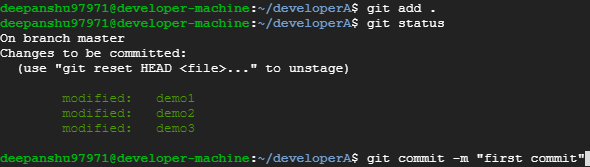 deepanshu97971@developer-machine:~/developerA$ git add .
deepanshu97971@developer-machine:~/developerA$ git status
On branch master
Changes to be committed:
  (use "git reset HEAD <file>..." to unstage)
        modified:   demo1
        modified:   demo2
        modified:   demo3
deepanshu97971@developer-machine:~/developerA$ git commit -m "first commit"